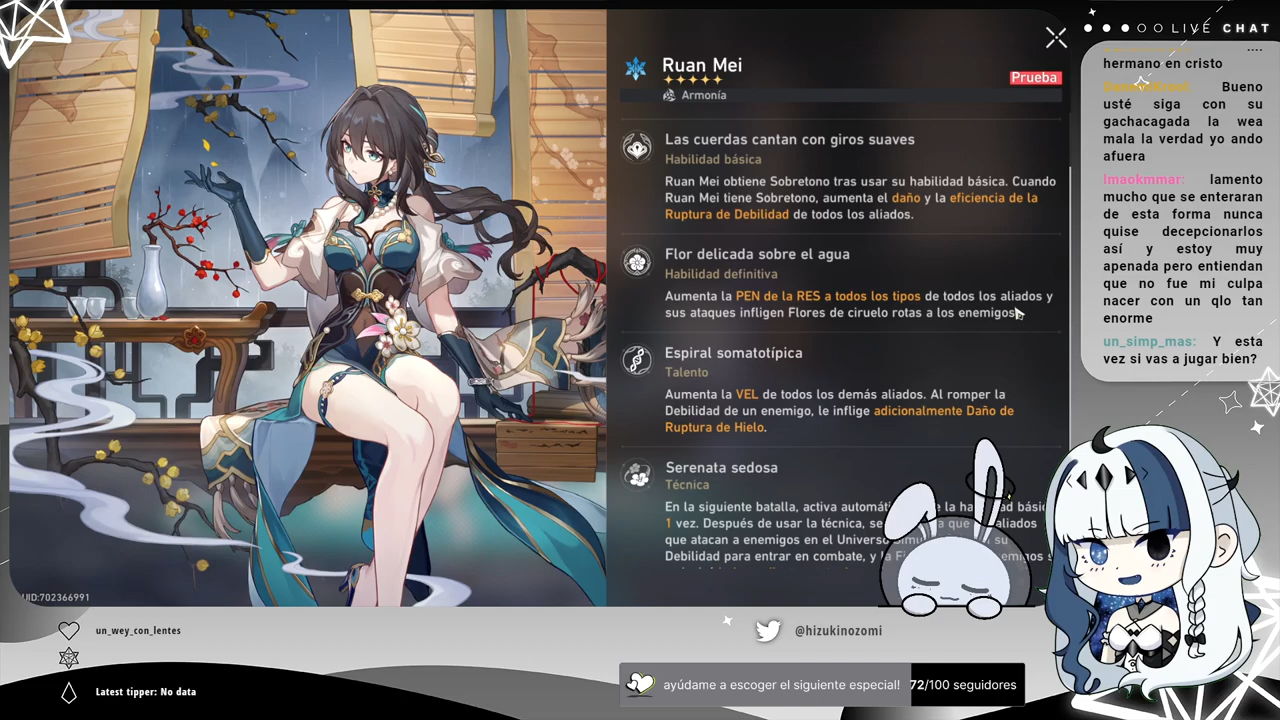 Ruan Mei
Prueba
Armonía
Las cuerdas cantan con giros suaves
Habilidad básica
Ruan Mei obtiene Sobretono tras usar su habilidad básica. Cuando
Ruan Mei tiene Sobretono, aumenta el daño y la eficiencia de la
Ruptura de Debilidad de todos los aliados.
Flor delicada sobre el agua
Habilidad definitiva
Aumenta la PEN de la RES a todos los tipos de todos los aliados y
sus ataques infligen Flores de ciruelo rotas a los enemigos.
Espiral somatotípica
Talento
Aumenta la VEL de todos los demás aliados. Al romper la
Debilidad de un enemigo, le inflige adicionalmente Daño de
Ruptura de Hielo.
Serenata sedosa
Técnica
En la siguiente batalla, activa
1 vez. Después de usar la técnica, que aliados
que atacan a enemigos en el Universo su
Debilidad para entrar en combate, y
UID:702366991
LIVE CHAT
....
hermano en cristo
Bueno
usté siga con su
gachacagada la wea
mala la verdad yo ando
afuera
lmaokmmar: lamento
mucho que se enteraran
de esta forma nunca
quise decepcionarlos
así y estoy muy
apenada pero entiendan
que no fue mi culpa
nacer con un qlo tan
enorme
un_simp_mas: Y esta
vez si vas a jugar bien?
un_wey_con_lentes
Latest tipper: No data
@hizukinozomi
ayúdame a escoger el siguiente especial! 72/100 seguidores